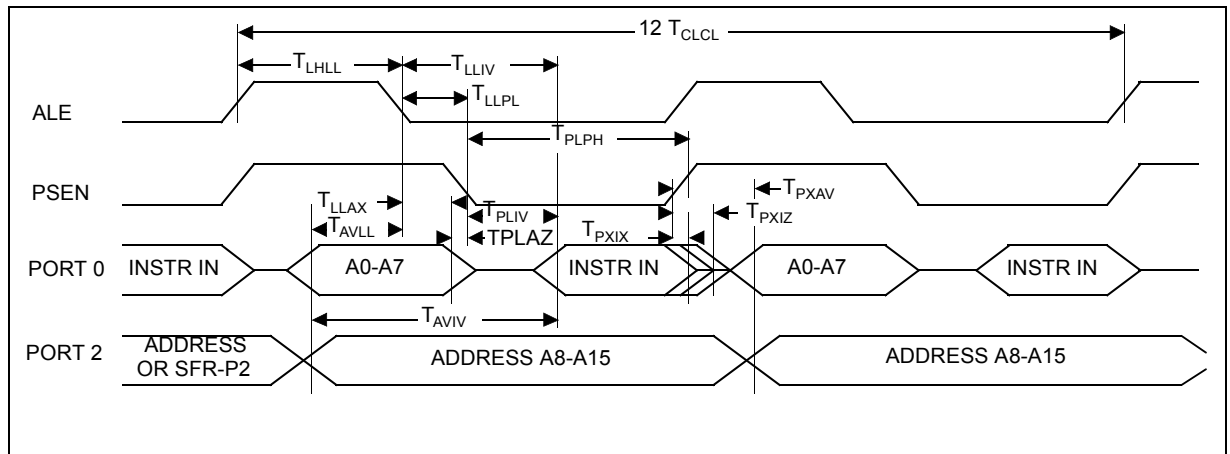 12 TCLCL
TLHLL
TLLIV
TLLPL
ALE
TPLPH
PSEN
TLLAX
TPLIV
TPXAV
TPXIZ
TAVLL
TPLAZ
TPXIX
PORT 0
INSTR IN
A0-A7
INSTR IN
A0-A7
INSTR IN
TAVIV
PORT 2
ADDRESS
OR SFR-P2
ADDRESS A8-A15
ADDRESS A8-A15